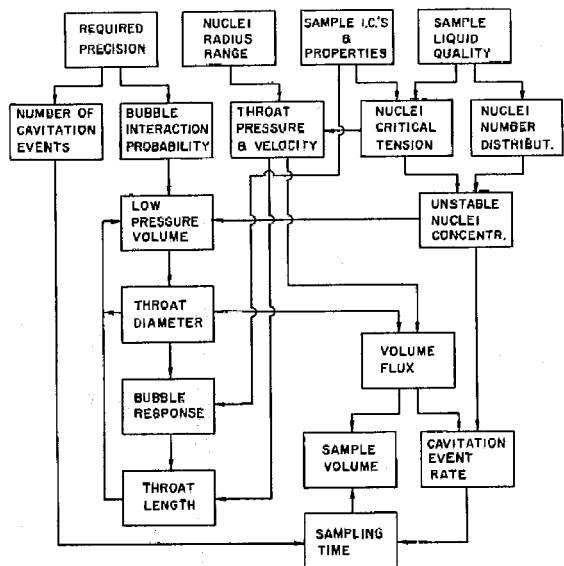 REQUIRED
PRECISION
NUCLEI
RADIUS
RANGE
SAMPLE I.C.'S
&
PROPERTIES
SAMPLE
LIQUID
QUALITY
NUMBER OF
CAVITATION
EVENTS
BUBBLE
INTERACTION
PROBABILITY
THROAT
PRESSURE
& VELOCITY
NUCLEI
CRITICAL
TENSION
NUCLEI
NUMBER
DISTRIBUT.
LOW
PRESSURE
VOLUME
UNSTABLE
NUCLEI
CONCENTR.
THROAT
DIAMETER
VOLUME
FLUX
BUBBLE
RESPONSE
SAMPLE
VOLUME
CAVITATION
EVENT
RATE
THROAT
LENGTH
SAMPLING
TIME